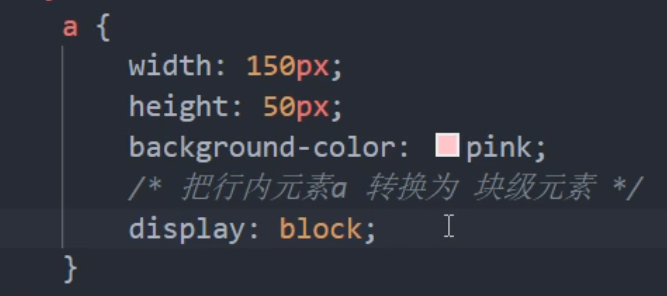 a {
width: 150px;
height: 50px;
background-color: pink;
/* 把行内元素a 转换为 块级元素 */
display: block;
}